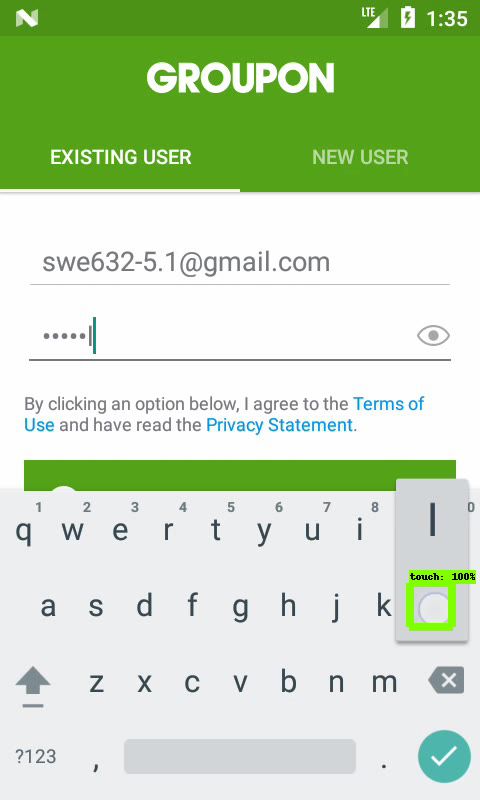 LTE 1:35
GROUPON
EXISTING USER NEW USER
swe632-5.1@gmail.com
•••••l
By clicking an option below, I agree to the Terms of
Use and have read the Privacy Statement.
1 2 3 4 5 6 7 8 0
q w e r t y u i l
touch: 100%
a s d f g h j k
z x c v b n m
?123 , .